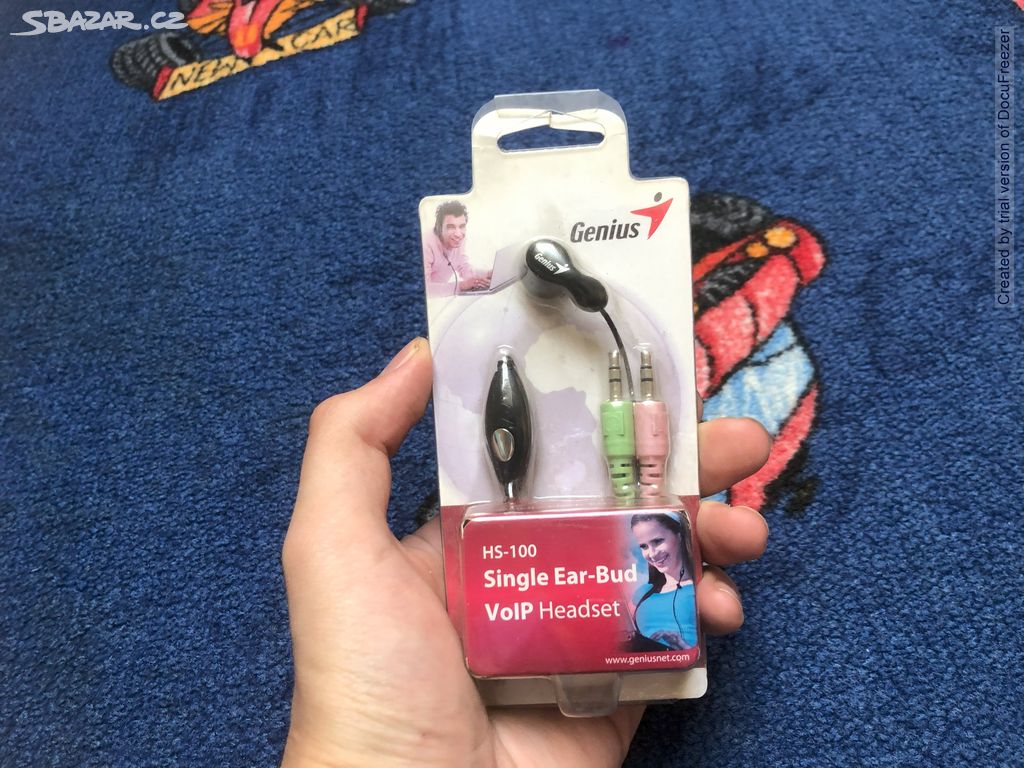 SBAZAR.CZ
NEW CAR
Created by trial version of DocuFreezer
Genius
Genius
HS-100
Single Ear-Bud
VoIP Headset
www.geniusnet.com